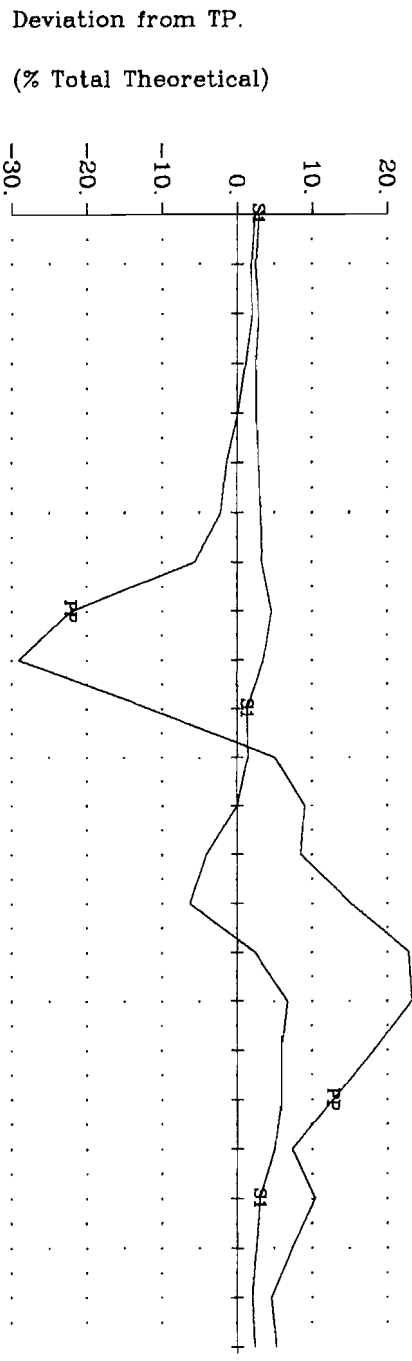 Deviation from TP.
(% Total Theoretical)
-30.
-20.
-10.
0.
10.
20.
S1
PP
S1
PP
S1